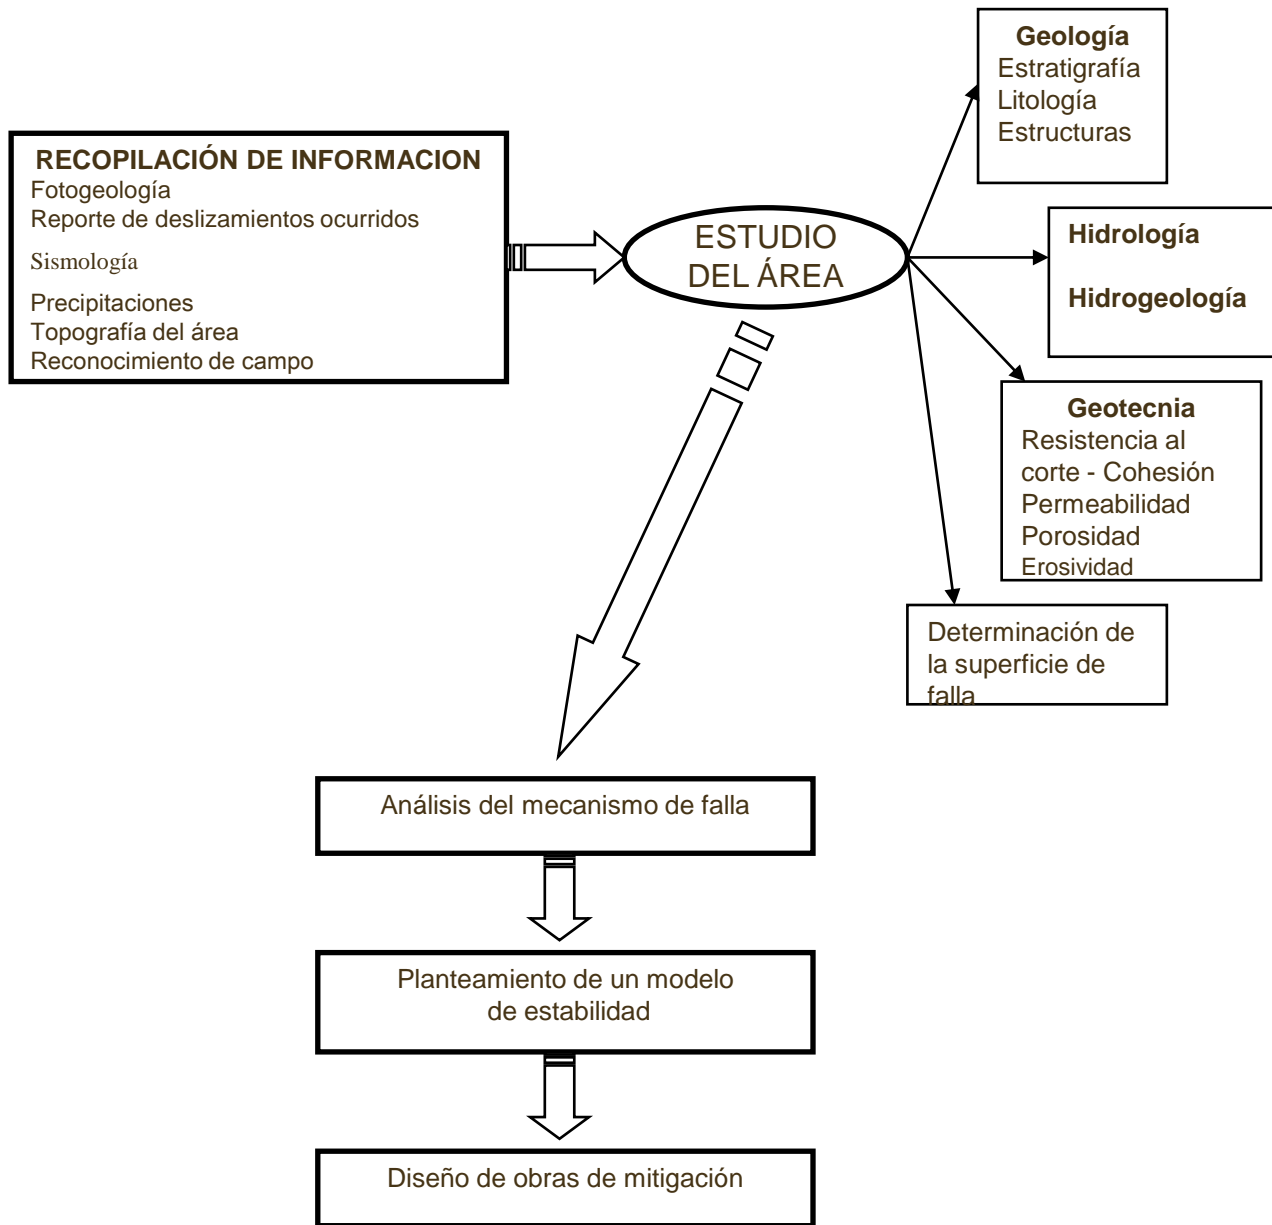 RECOPILACIÓN DE INFORMACION
Fotogeología
Reporte de deslizamientos ocurridos
Sismología
Precipitaciones
Topografía del área
Reconocimiento de campo
ESTUDIO
DEL ÁREA
Geología
Estratigrafía
Litología
Estructuras
Hidrología
Hidrogeología
Geotecnia
Resistencia al
corte - Cohesión
Permeabilidad
Porosidad
Erosividad
Determinación de
la superficie de
falla
Análisis del mecanismo de falla
Planteamiento de un modelo
de estabilidad
Diseño de obras de mitigación